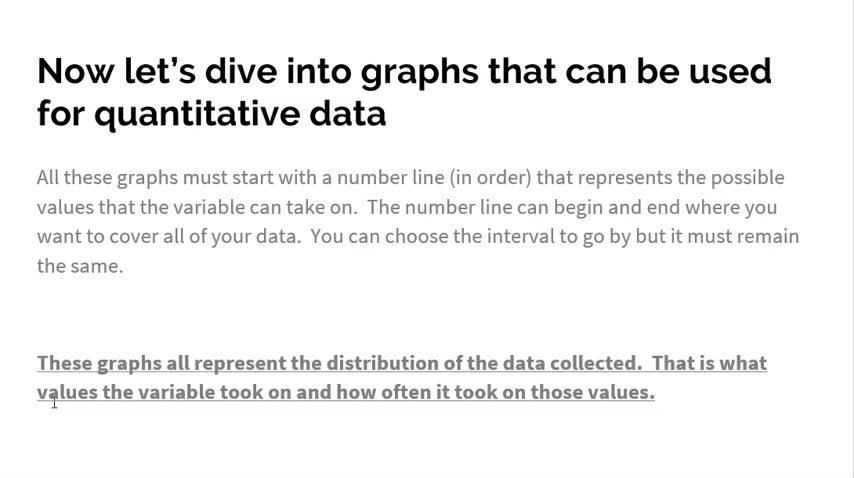 Now let’s dive into graphs that can be used
for quantitative data
All these graphs must start with a number line (in order) that represents the possible
values that the variable can take on.  The number line can begin and end where you
want to cover all of your data.  You can choose the interval to go by but it must remain
the same.
These graphs all represent the distribution of the data collected.  That is what
values the variable took on and how often it took on those values.